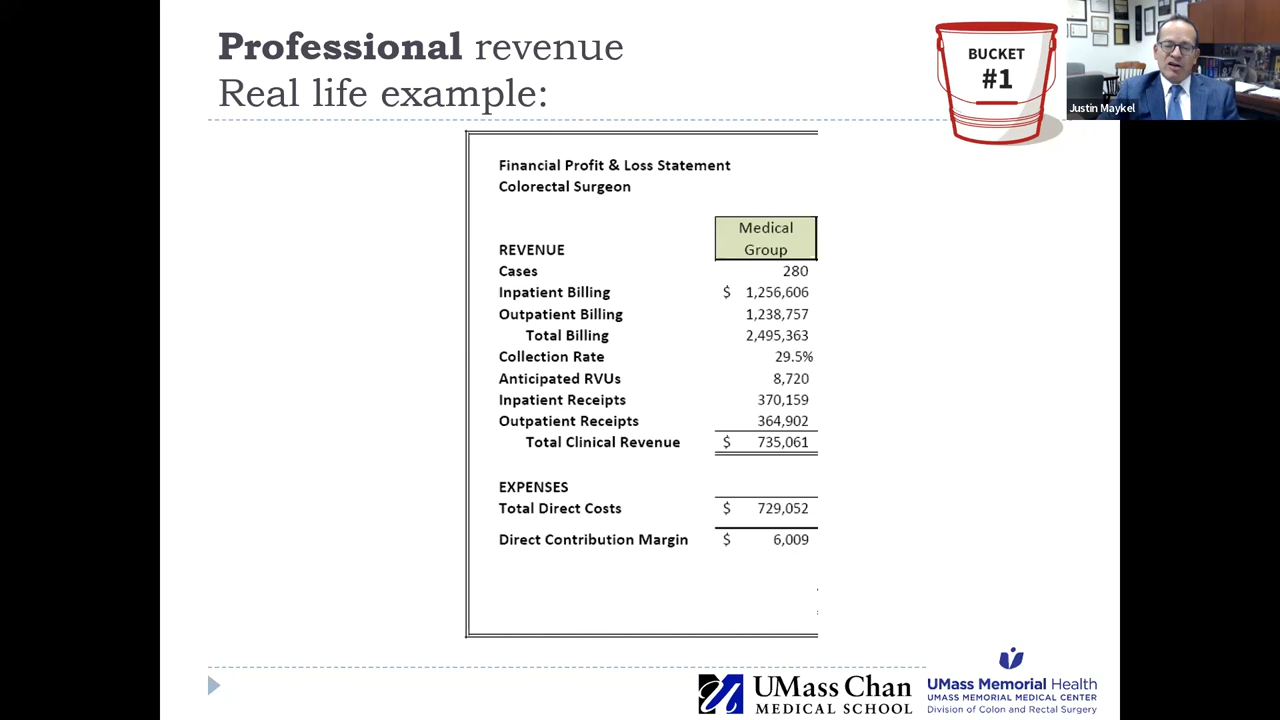 Professional revenue
Real life example:
BUCKET
#1
Justin Maykel
Financial Profit & Loss Statement
Colorectal Surgeon
Medical
Group
REVENUE
Cases 280
Inpatient Billing $ 1,256,606
Outpatient Billing 1,238,757
Total Billing 2,495,363
Collection Rate 29.5%
Anticipated RVUs 8,720
Inpatient Receipts 370,159
Outpatient Receipts 364,902
Total Clinical Revenue $ 735,061
EXPENSES
Total Direct Costs $ 729,052
Direct Contribution Margin $ 6,009
UMass Chan
MEDICAL SCHOOL
UMass Memorial Health
UMASS MEMORIAL MEDICAL CENTER
Division of Colon and Rectal Surgery